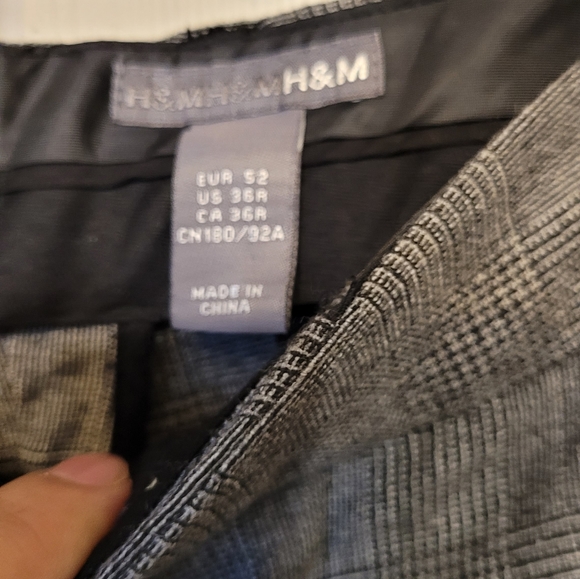 H&MH&MH&M
EUR 52
US 36R
CA 36R
CN180/92A
MADE IN
CHINA